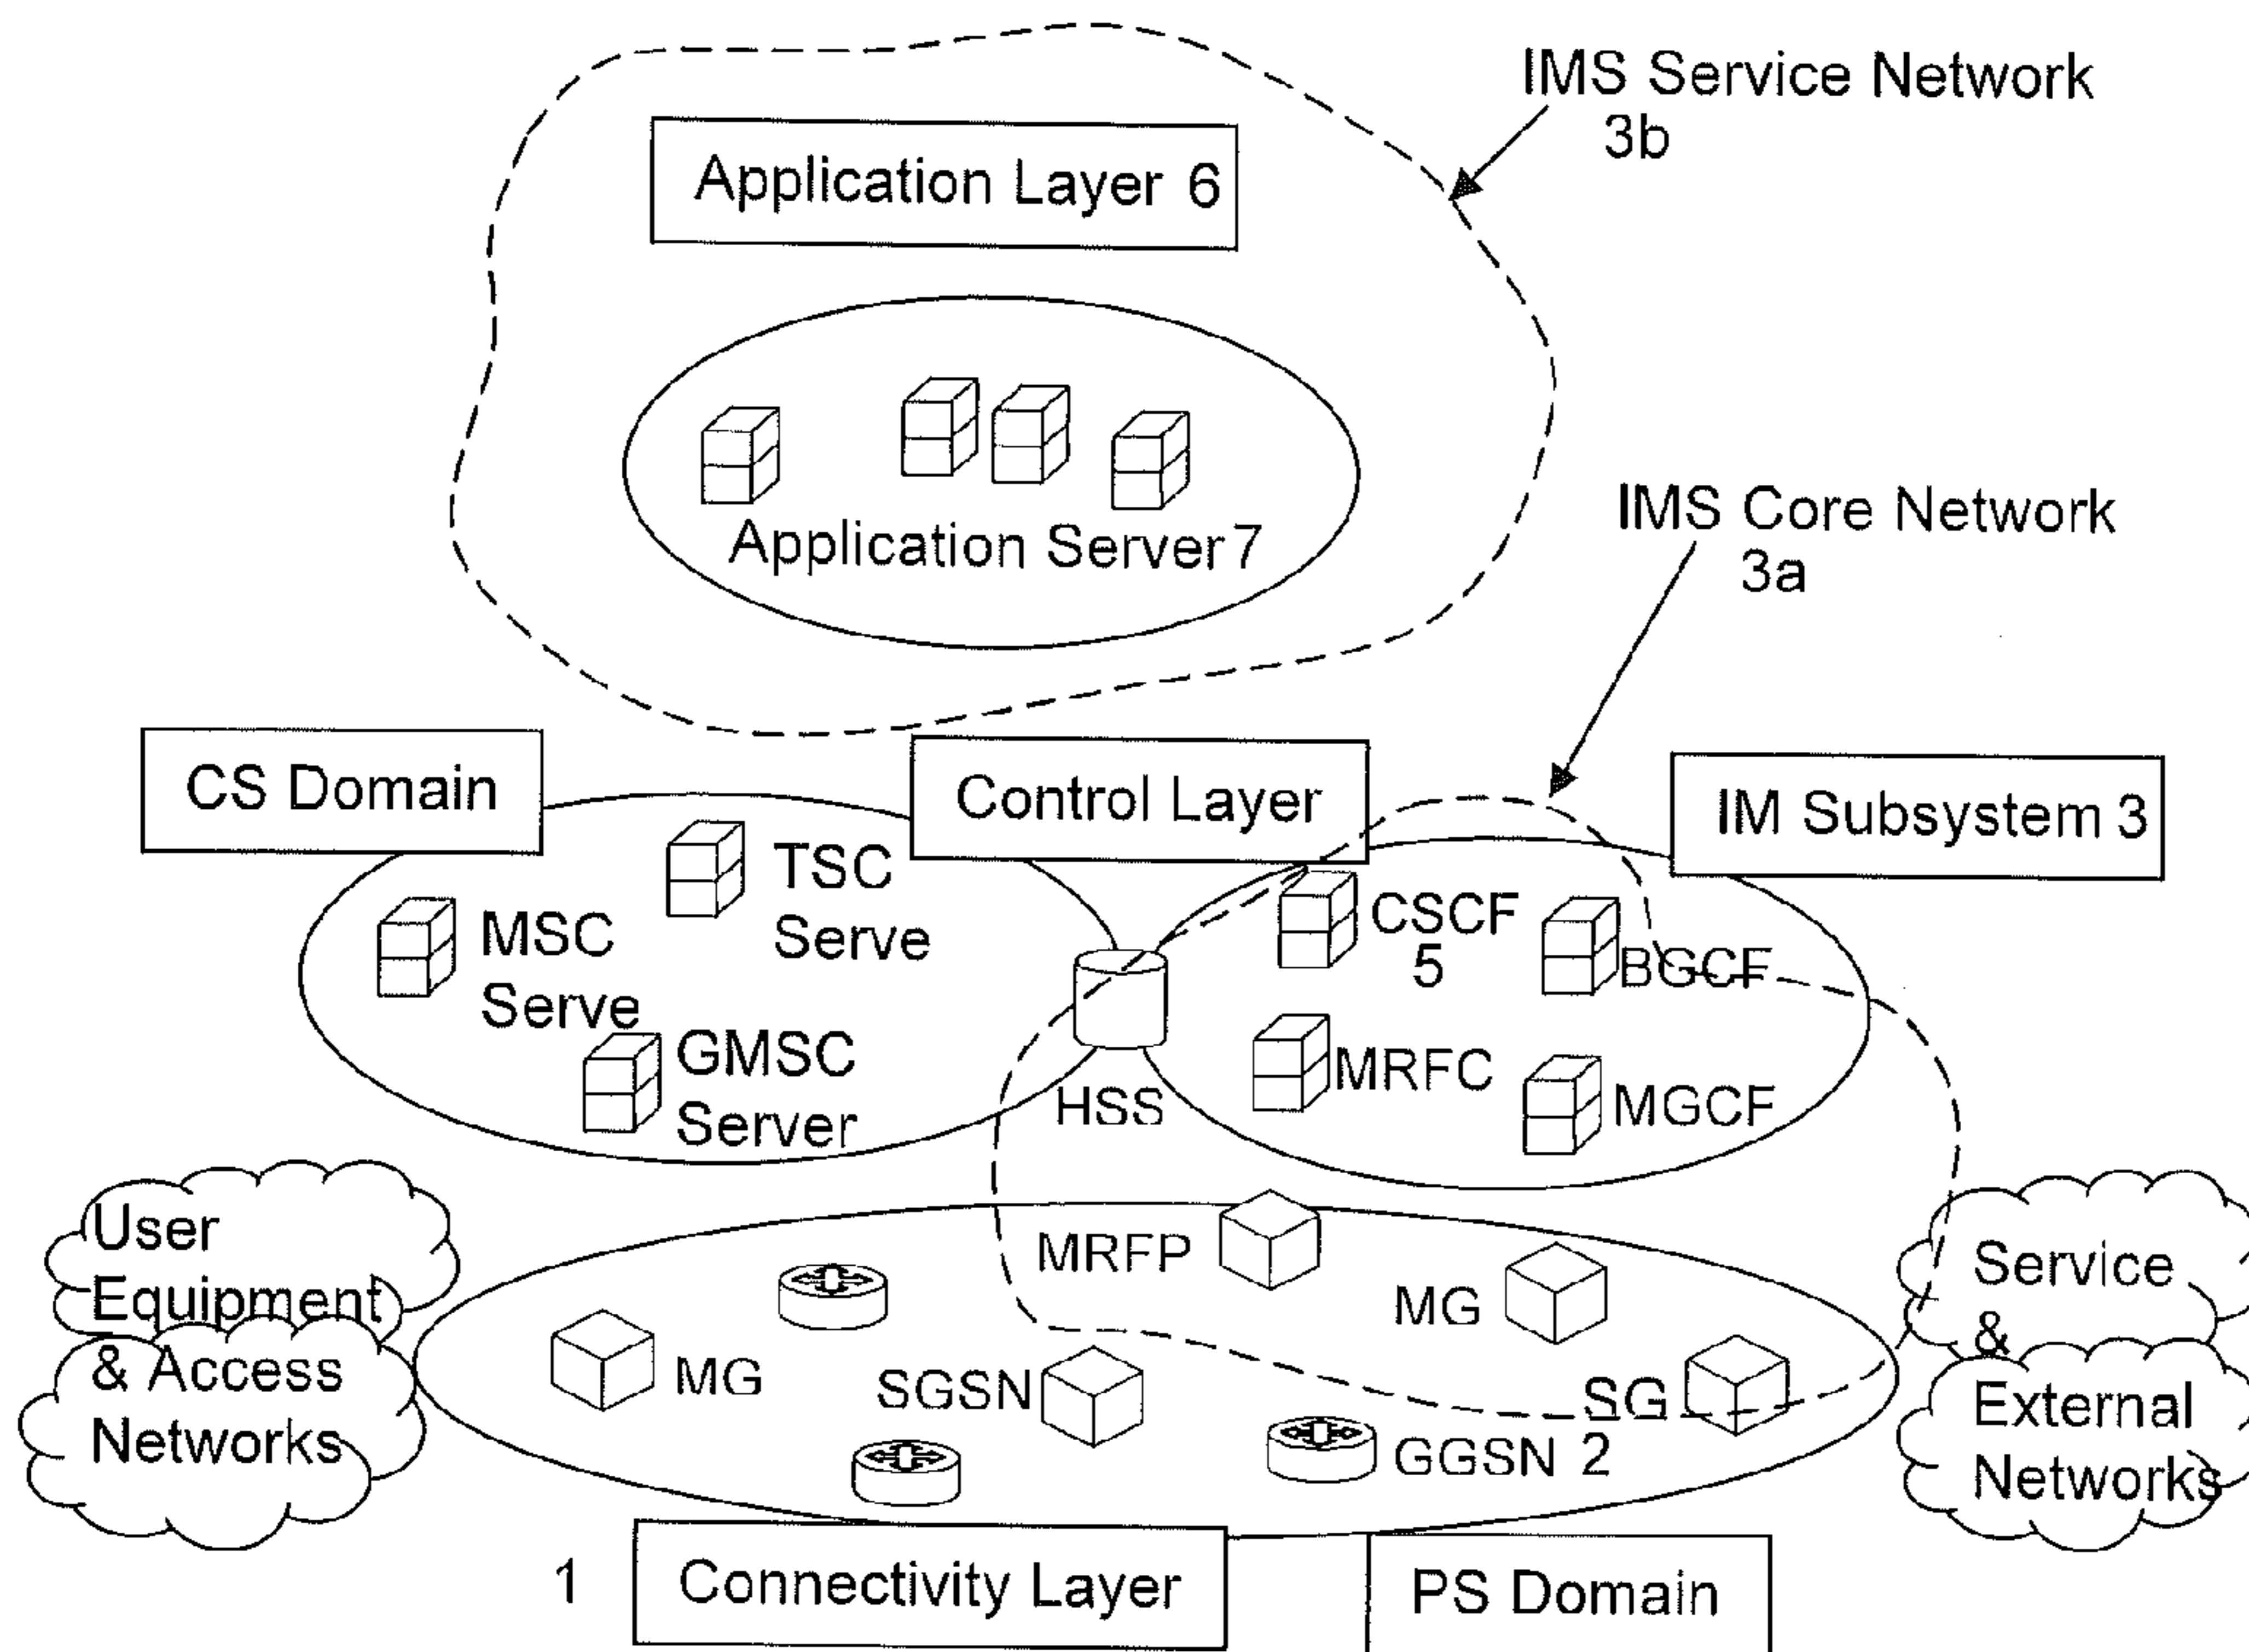 IMS Service Network
3b
Application Layer 6
Application Server 7
IMS Core Network
3a
CS Domain
Control Layer
IM Subsystem 3
TSC
Serve
MSC
Serve
GMSC
Server
HSS
CSCF
5
BGCF
MRFC
MGCF
User
Equipment
& Access
Networks
MRFP
MG
MG
SGSN
SG
GGSN 2
Service
&
External
Networks
1
Connectivity Layer
PS Domain